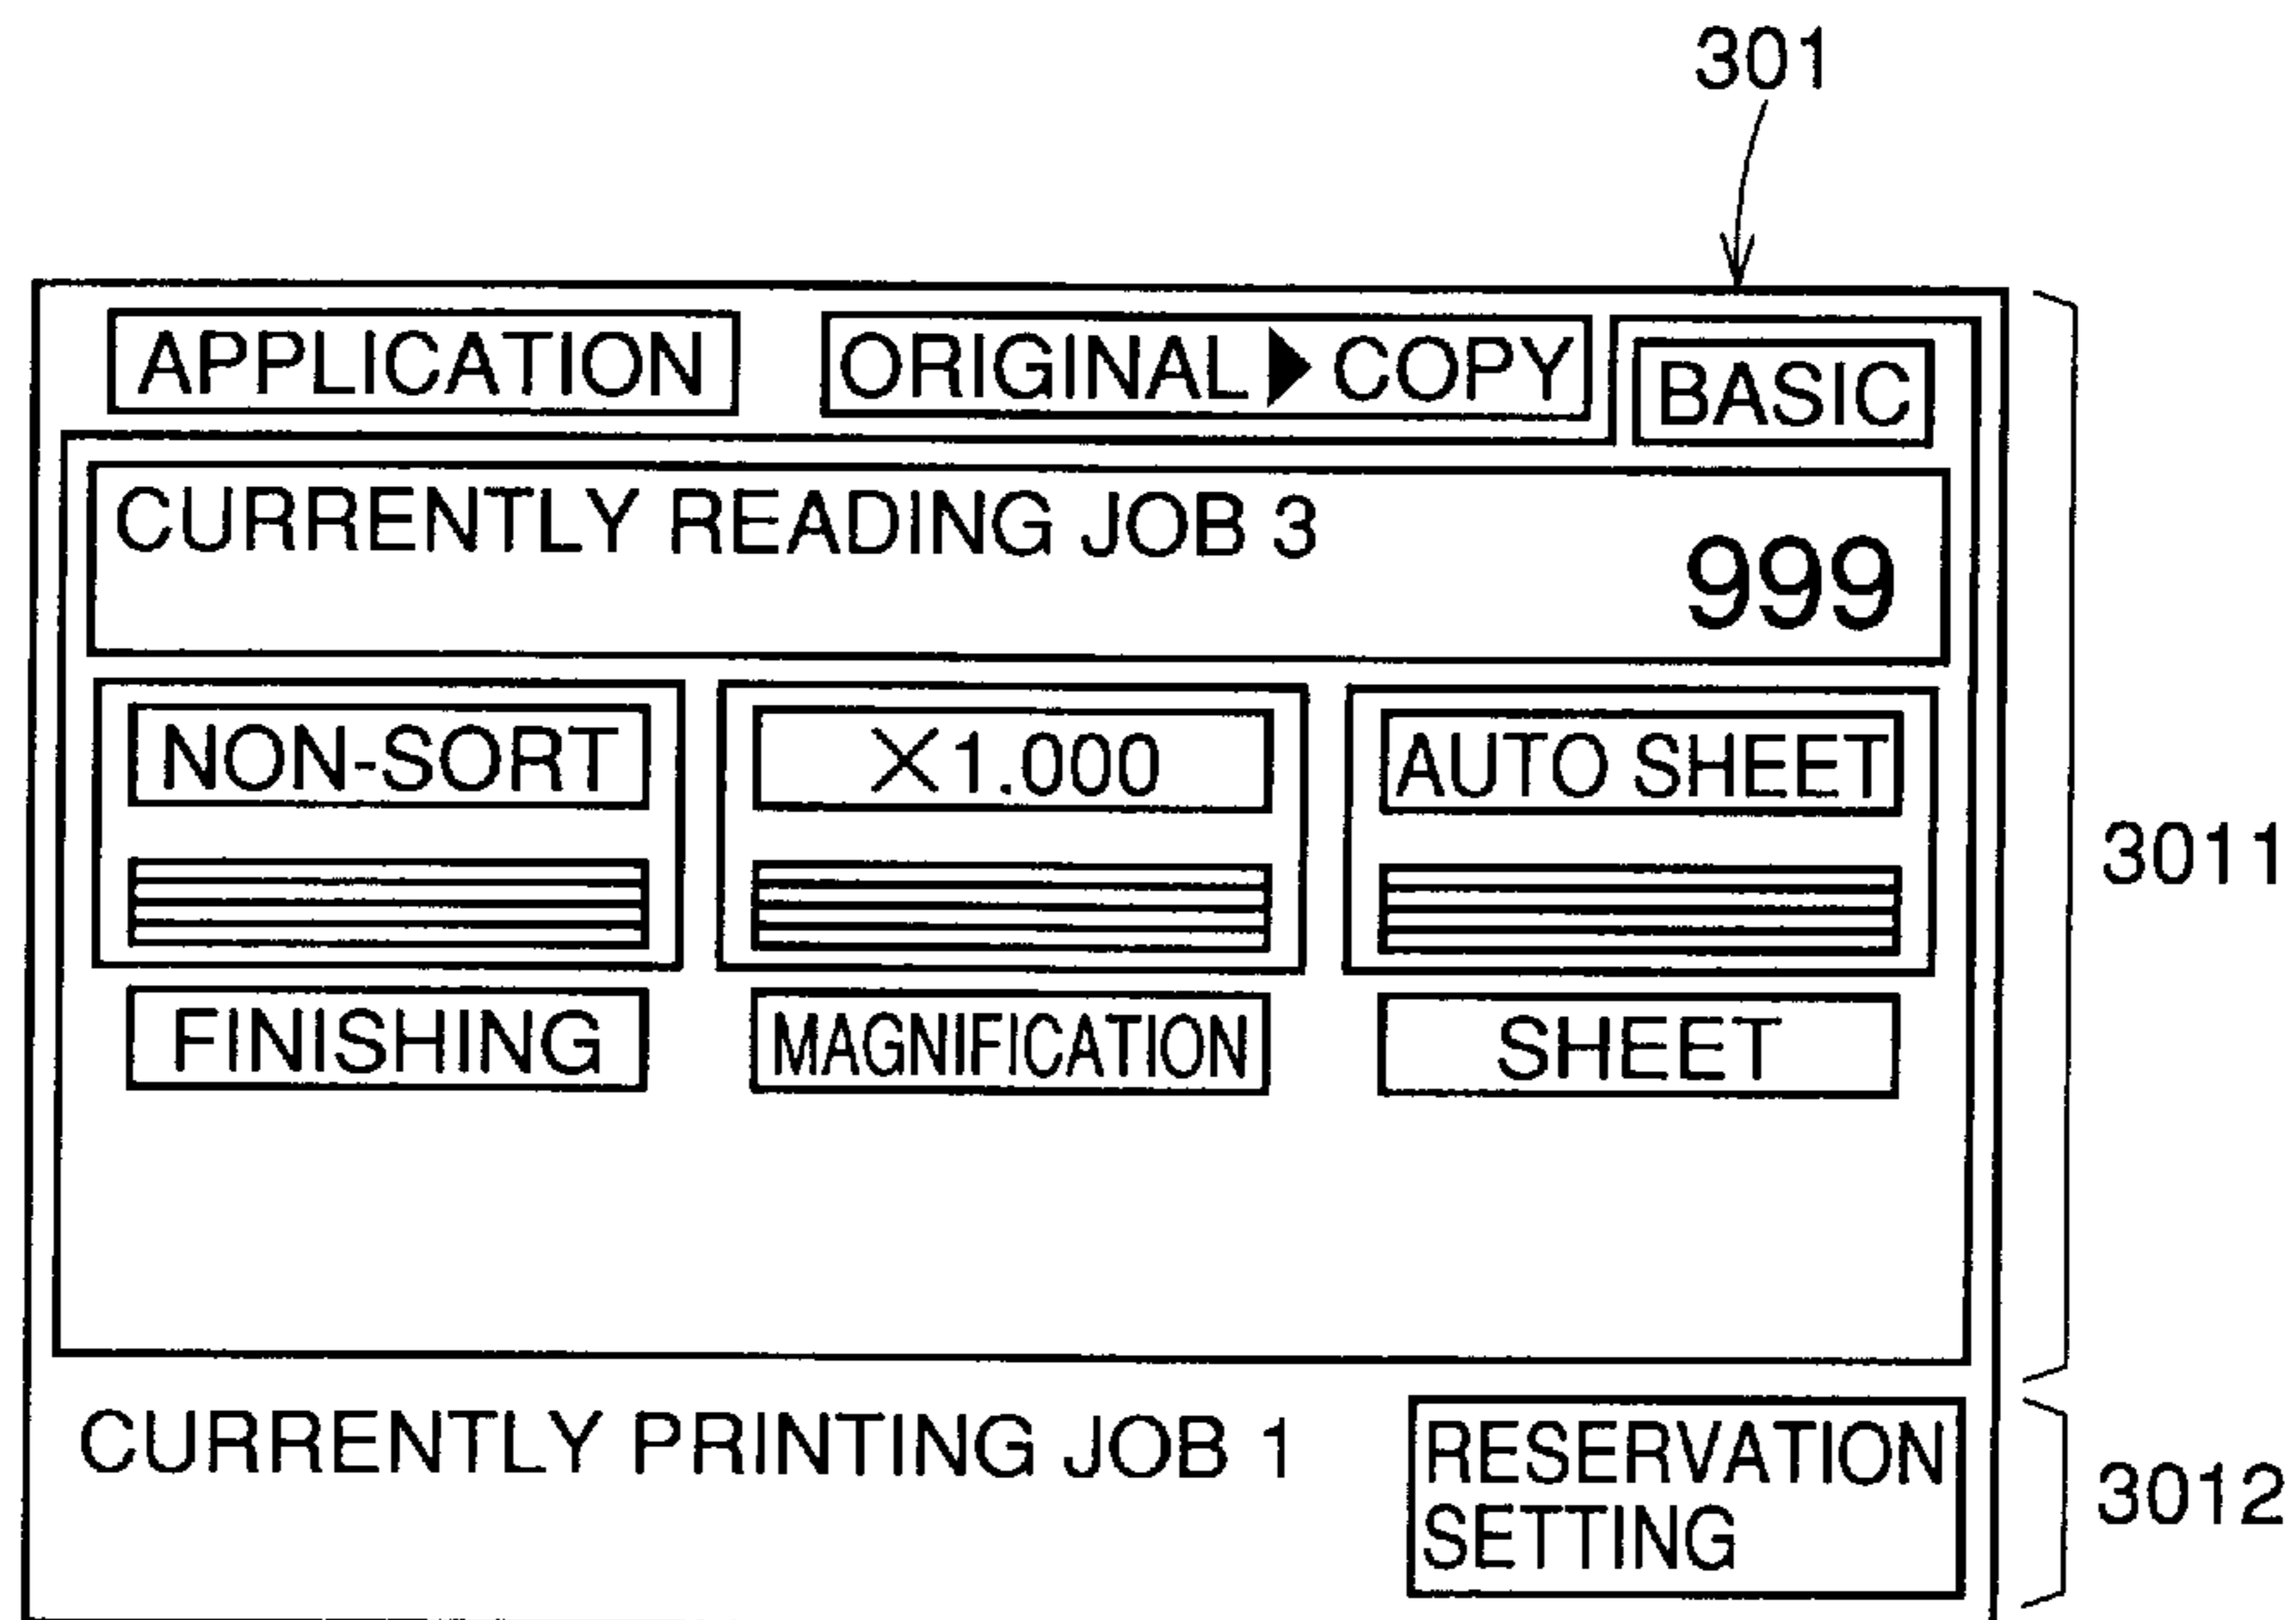 301
APPLICATION
ORIGINAL▶COPY
BASIC
CURRENTLY READING JOB 3
999
NON-SORT
×1.000
AUTO SHEET
FINISHING
MAGNIFICATION
SHEET
3011
CURRENTLY PRINTING JOB 1
RESERVATION
SETTING
3012